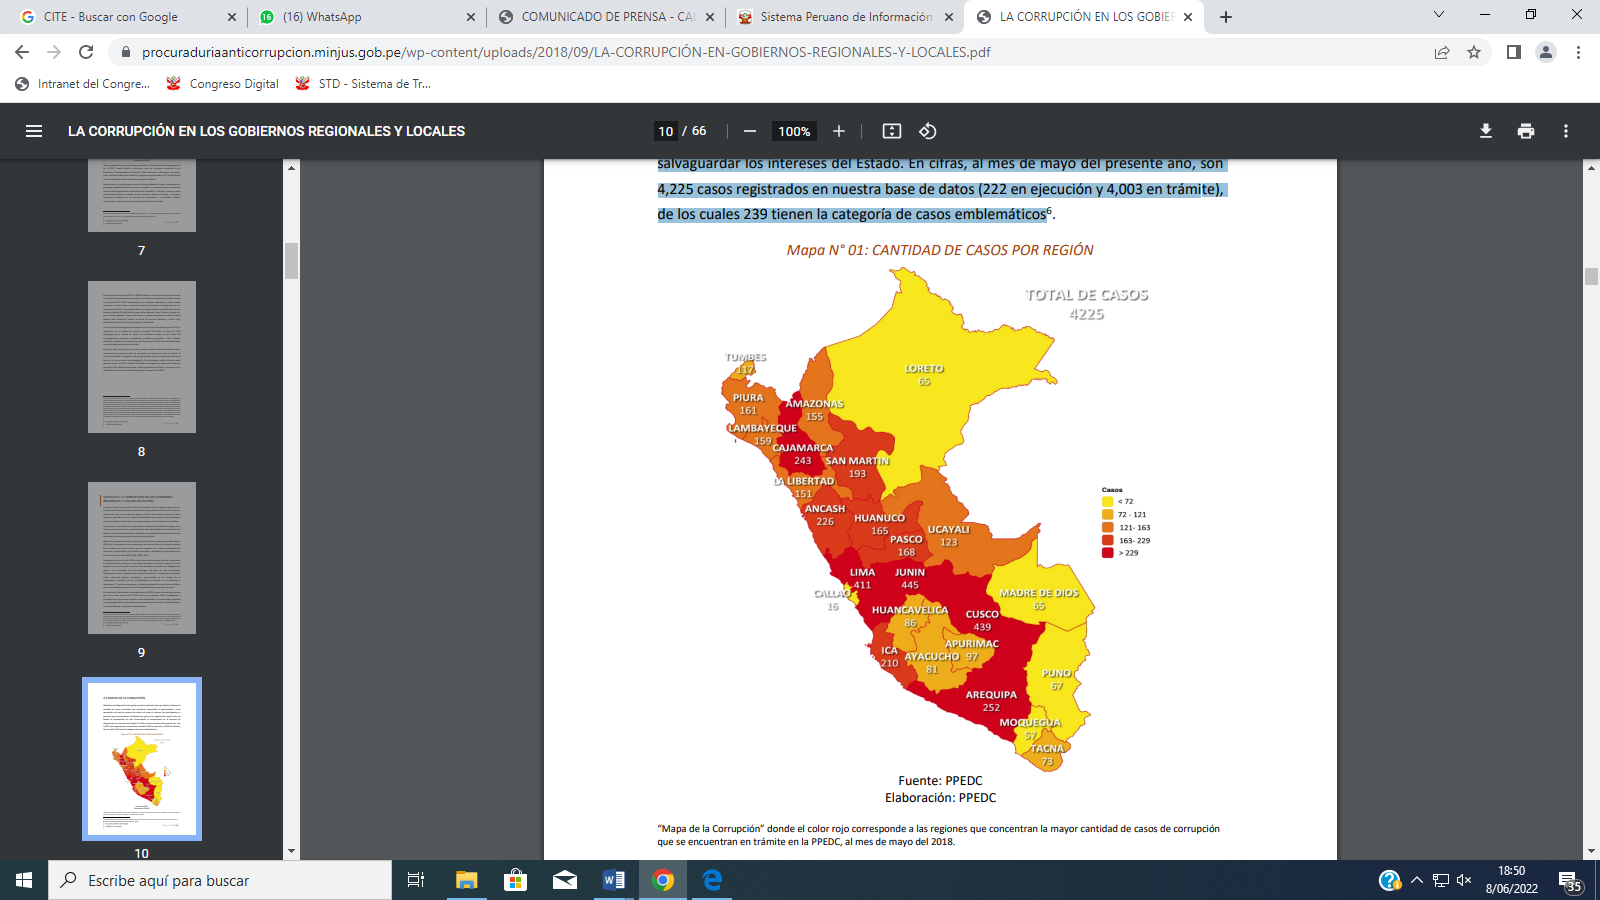 CITE - Buscar con Google
(16) WhatsApp
COMUNICADO DE PRENSA - CAL
Sistema Peruano de Información
LA CORRUPCIÓN EN LOS GOBIER
procuraduriaanticorrupcion.minjus.gob.pe/wp-content/uploads/2018/09/LA-CORRUPCIÓN-EN-GOBIERNOS-REGIONALES-Y-LOCALES.pdf
Intranet del Congre...
Congreso Digital
STD - Sistema de Tr...
LA CORRUPCIÓN EN LOS GOBIERNOS REGIONALES Y LOCALES
10 / 66
100%
7
8
9
10
salvaguardar los intereses del Estado. En cifras, al mes de mayo del presente año, son
4,225 casos registrados en nuestra base de datos (222 en ejecución y 4,003 en trámite),
de los cuales 239 tienen la categoría de casos emblemáticos6.
Mapa N° 01: CANTIDAD DE CASOS POR REGIÓN
TOTAL DE CASOS
4225
TUMBES
117
LORETO
65
PIURA
161
AMAZONAS
155
LAMBAYEQUE
159
CAJAMARCA
243
SAN MARTIN
193
LA LIBERTAD
151
ANCASH
226
HUANUCO
165
UCAYALI
123
PASCO
168
LIMA
411
JUNIN
445
CALLAO
16
MADRE DE DIOS
65
HUANCAVELICA
86
CUSCO
439
APURIMAC
97
ICA
210
AYACUCHO
81
PUNO
67
AREQUIPA
252
MOQUEGUA
57
TACNA
73
Casos
< 72
72 - 121
121- 163
163- 229
> 229
Fuente: PPEDC
Elaboración: PPEDC
“Mapa de la Corrupción” donde el color rojo corresponde a las regiones que concentran la mayor cantidad de casos de corrupción
que se encuentran en trámite en la PPEDC, al mes de mayo del 2018.
Escribe aquí para buscar
18:50
8/06/2022
35